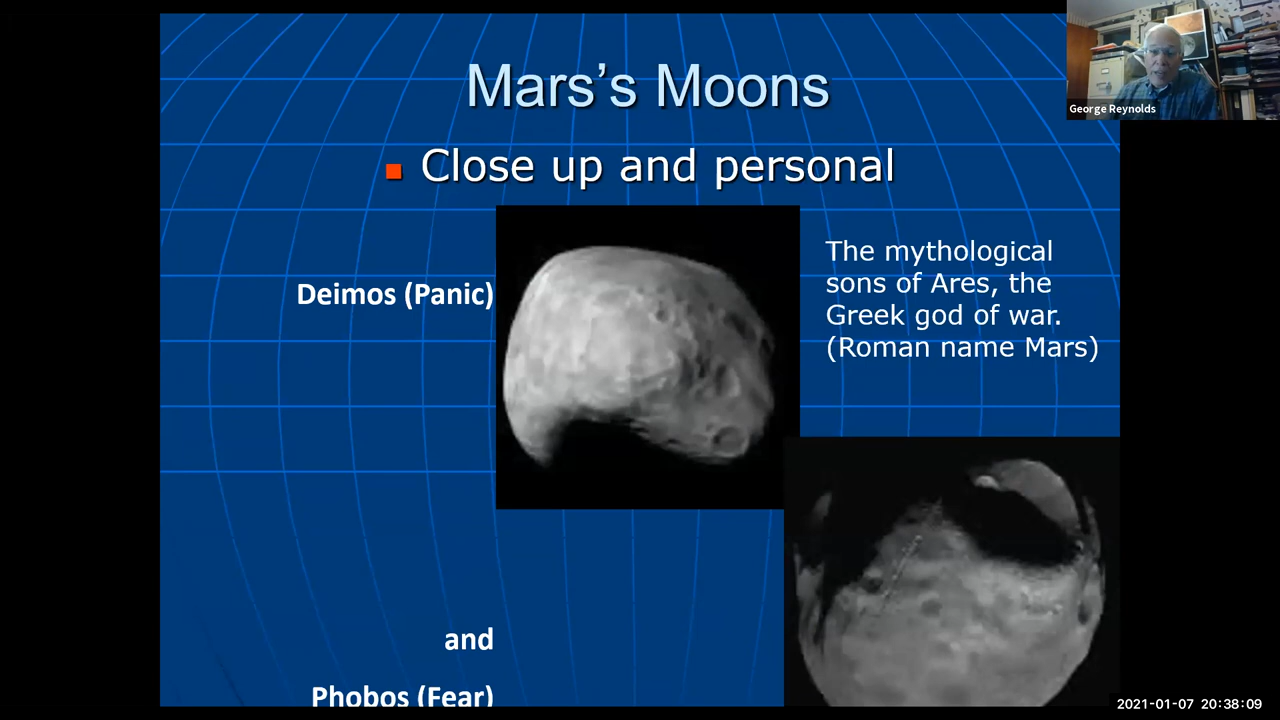 Mars’s Moons
Close up and personal
George Reynolds
Deimos (Panic)
The mythological
sons of Ares, the
Greek god of war.
(Roman name Mars)
and
Phobos (Fear)
2021-01-07 20:38:09